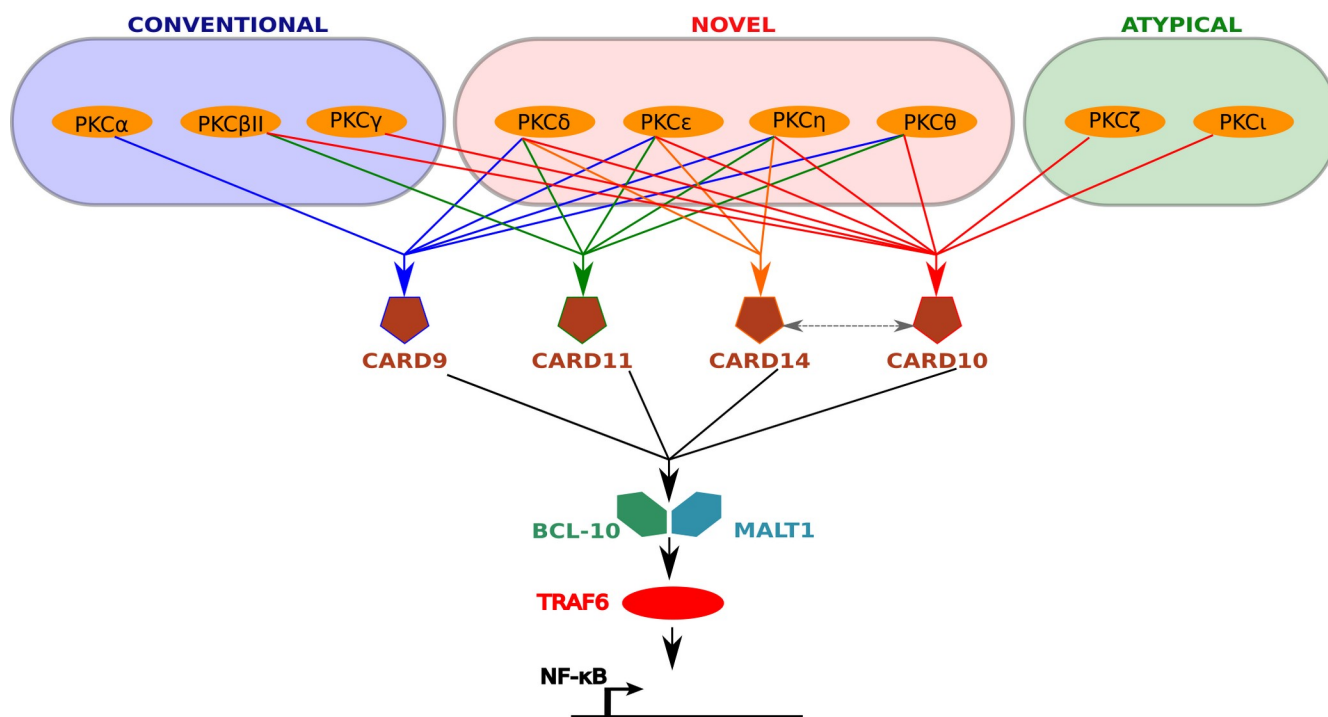 CONVENTIONAL NOVEL ATYPICAL
PKCα PKCβII PKCγ PKCδ PKCε PKCη PKCθ PKCζ PKCι
CARD9 CARD11 CARD14 CARD10
BCL-10 MALT1
TRAF6
NF-κB